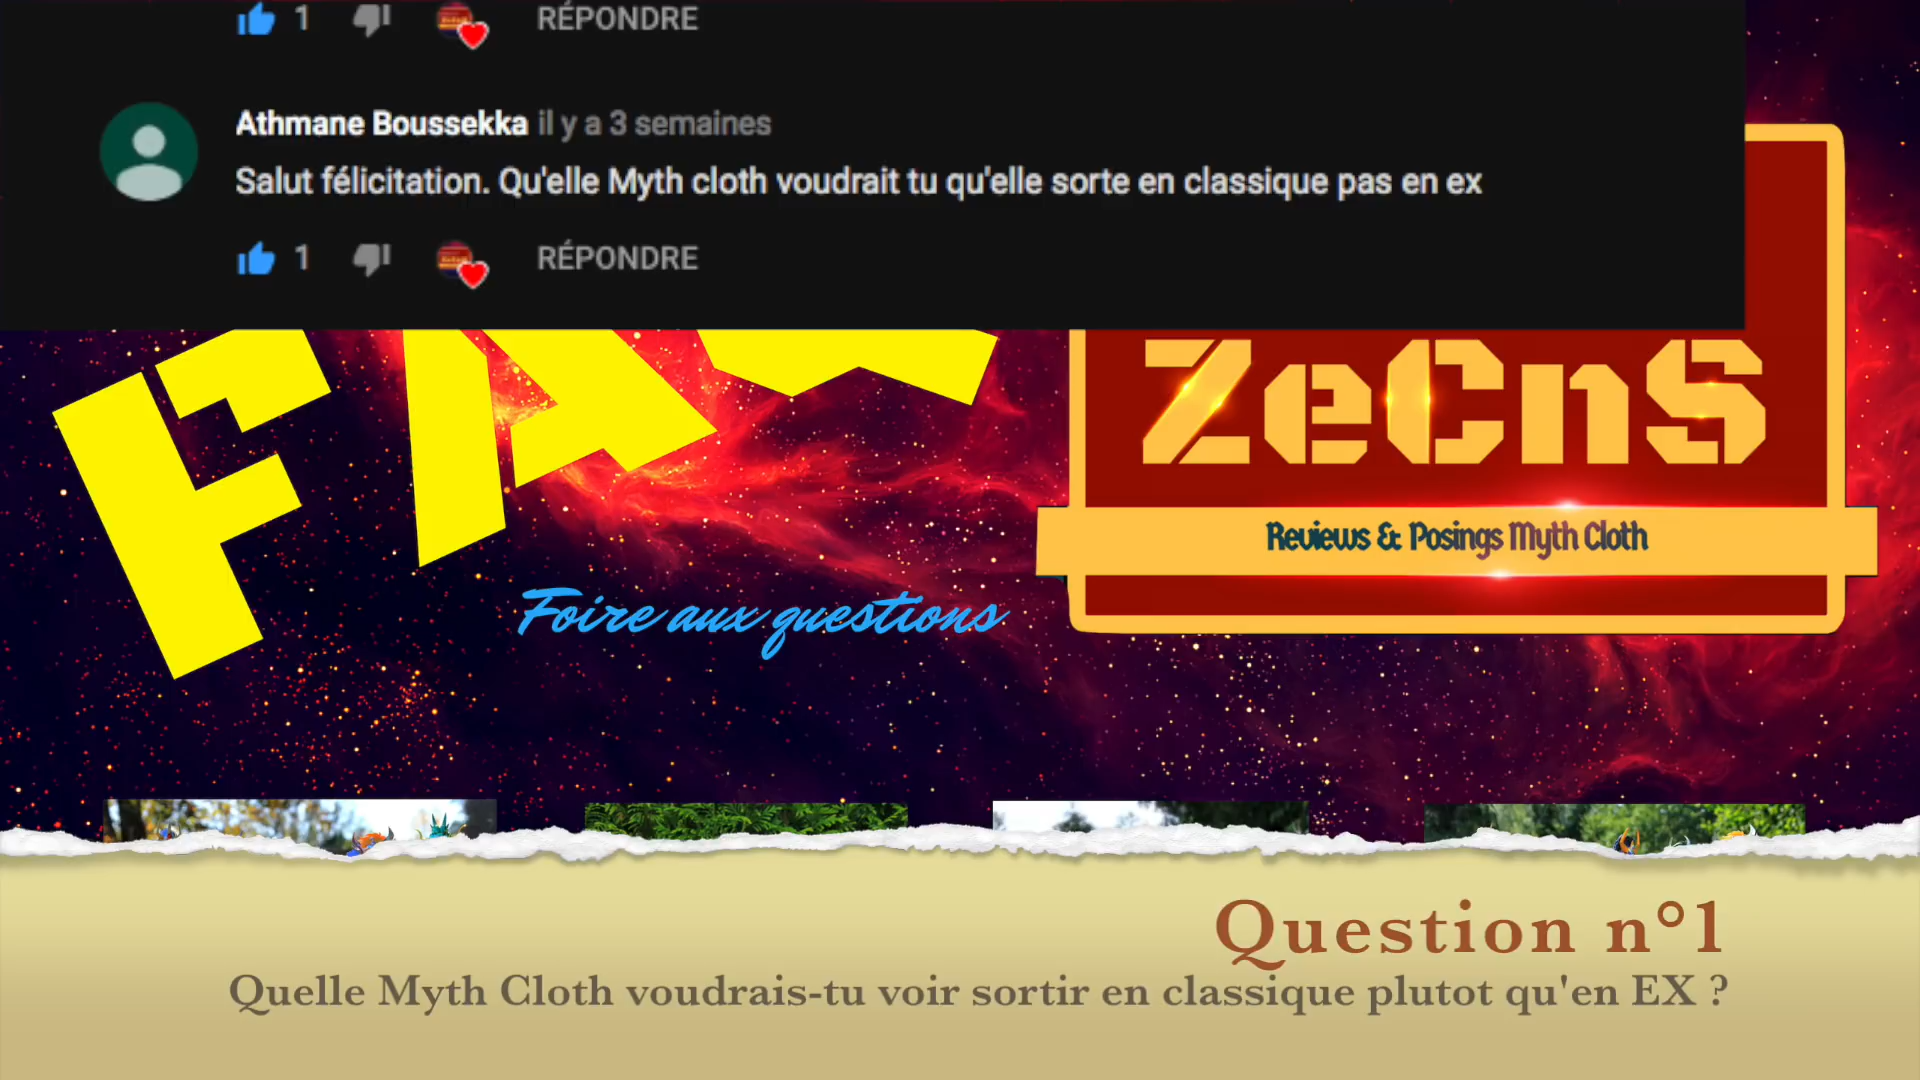 1 RÉPONDRE
Athmane Boussekka il y a 3 semaines
Salut félicitation. Qu'elle Myth cloth voudrait tu qu'elle sorte en classique pas en ex
1 RÉPONDRE
FAQ
ZeCnS
Reviews & Posings Myth Cloth
Foire aux questions
Question n°1
Quelle Myth Cloth voudrais-tu voir sortir en classique plutot qu'en EX ?